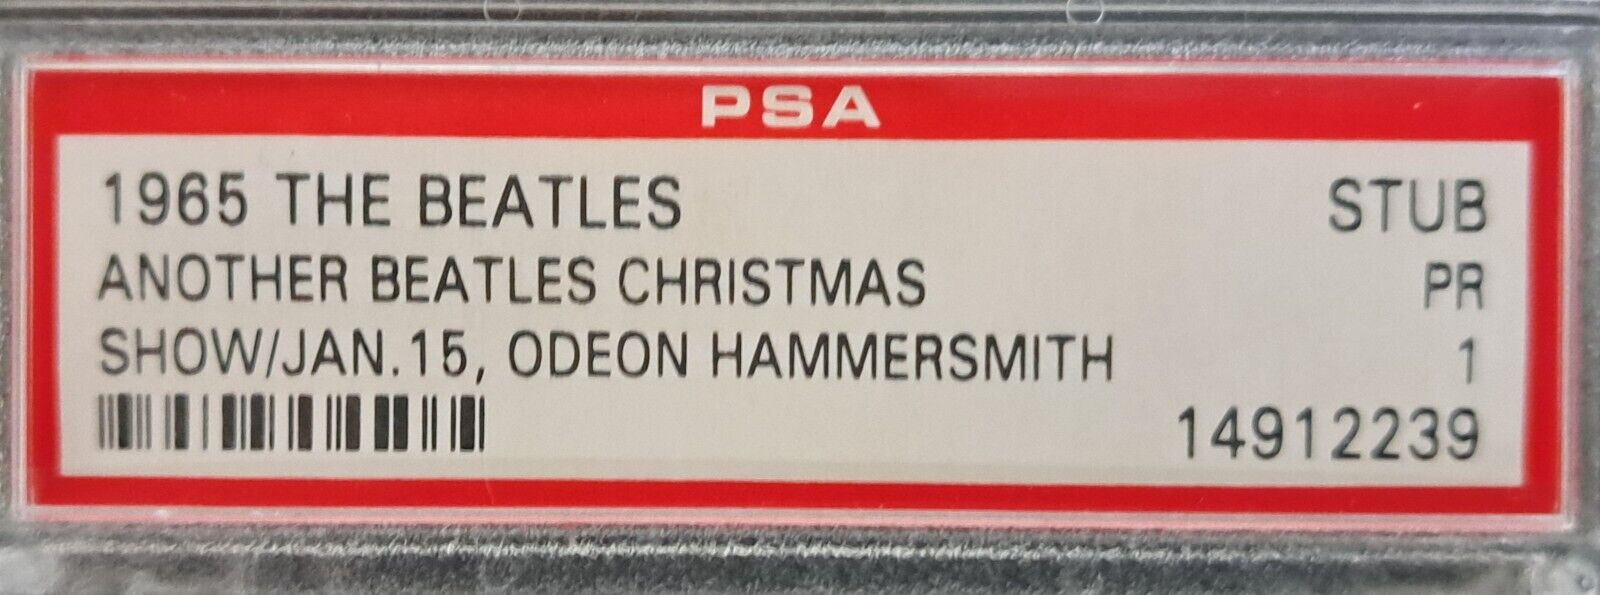 PSA
1965 THE BEATLES STUB
ANOTHER BEATLES CHRISTMAS PR
SHOW/JAN.15, ODEON HAMMERSMITH 1
14912239